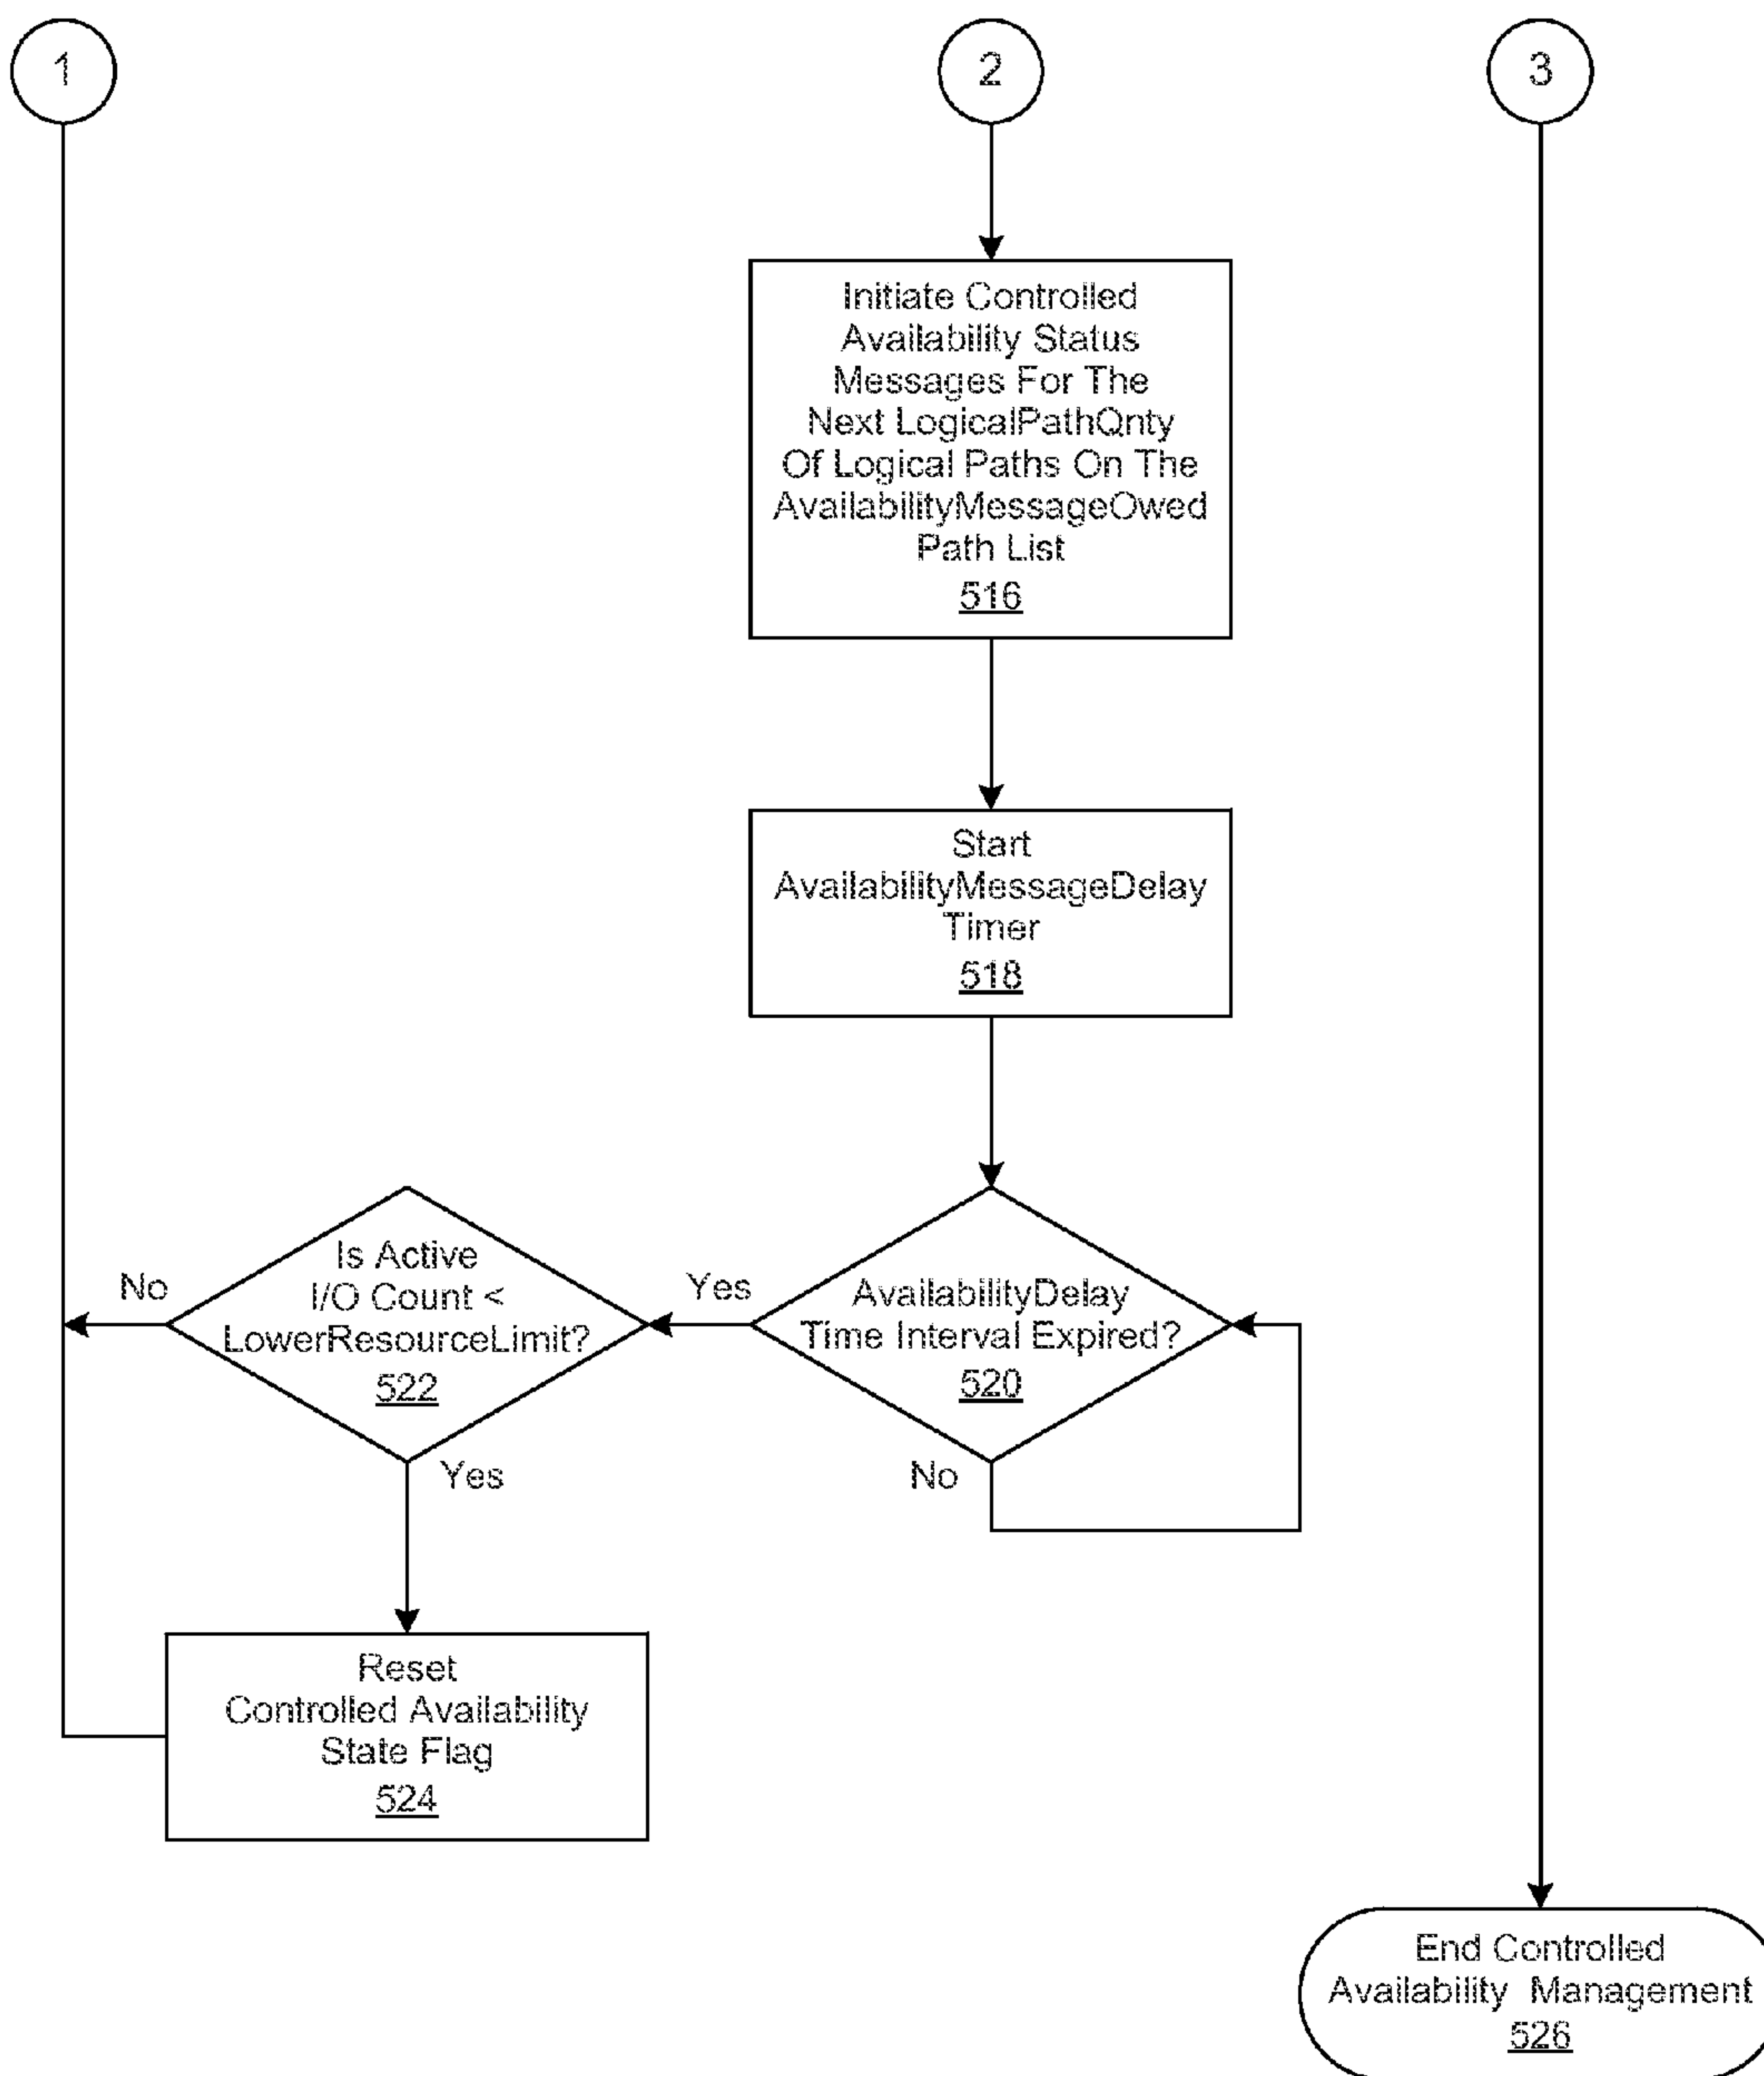 1
2
3
Initiate Controlled
Availability Status
Messages For The
Next LogicalPathQnty
Of Logical Paths On The
AvailabilityMessageOwed
Path List
516
Start
AvailabilityMessageDelay
Timer
518
AvailabilityDelay
Time Interval Expired?
520
Yes
No
Is Active
I/O Count <
LowerResourceLimit?
522
No
Yes
Reset
Controlled Availability
State Flag
524
End Controlled
Availability Management
526